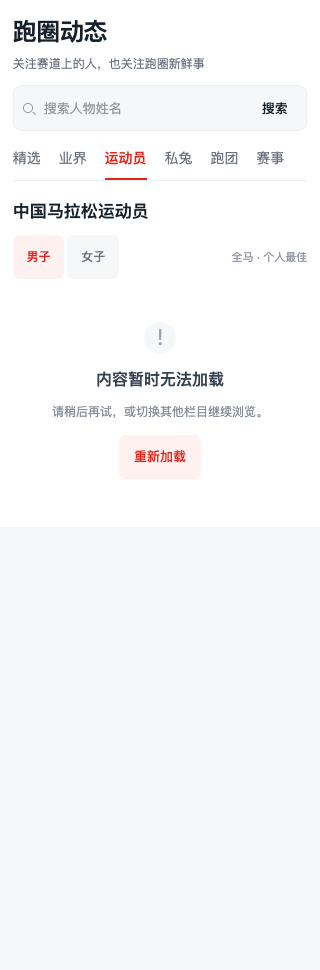 跑圈动态
关注赛道上的人，也关注跑圈新鲜事
搜索人物姓名 搜索
精选 业界 运动员 私兔 跑团 赛事
中国马拉松运动员
男子 女子 全马 · 个人最佳
!
内容暂时无法加载
请稍后再试，或切换其他栏目继续浏览。
重新加载